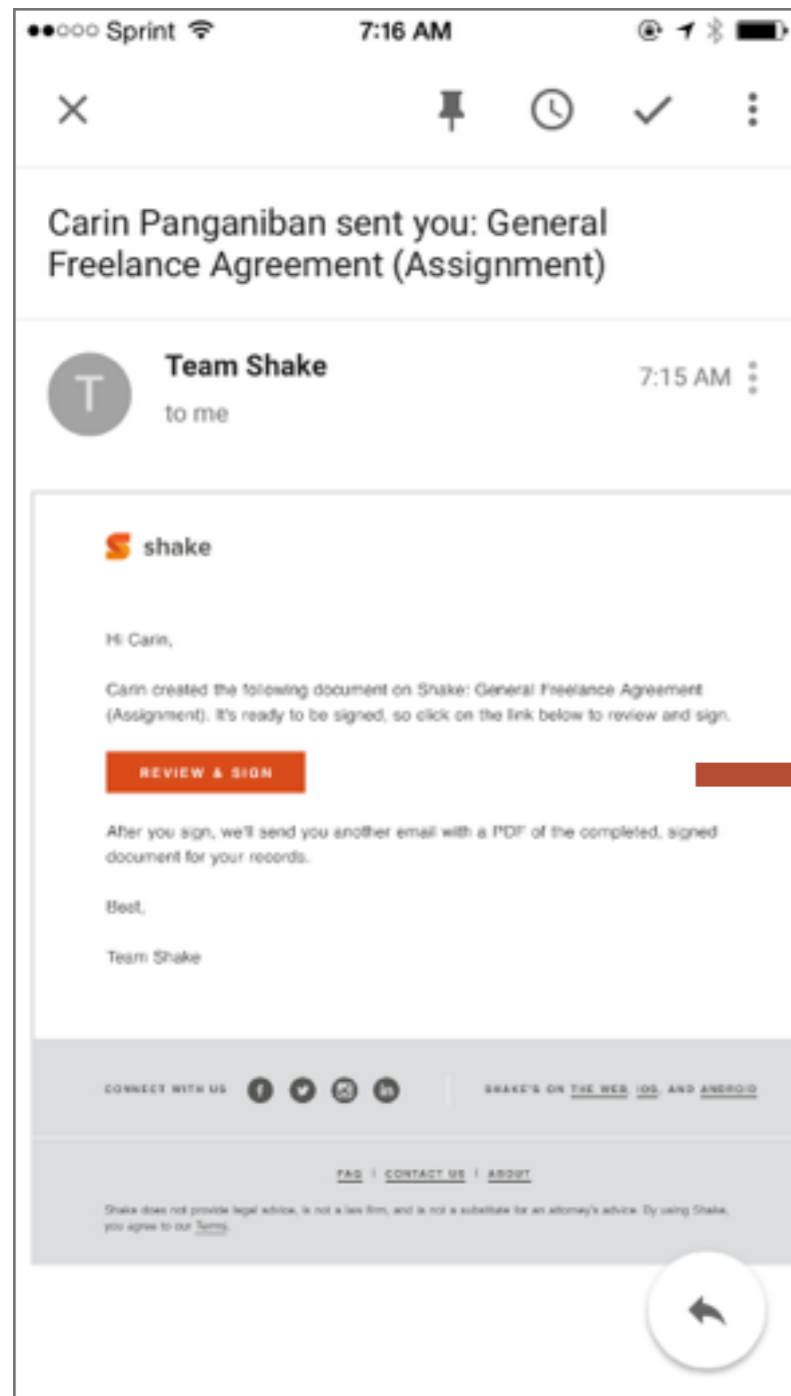 Sprint 7:16 AM
Carin Panganiban sent you: General
Freelance Agreement (Assignment)
T Team Shake 7:15 AM
to me
shake
Hi Carin,
Carin created the following document on Shake: General Freelance Agreement
(Assignment). It's ready to be signed, so click on the link below to review and sign.
REVIEW & SIGN
After you sign, we'll send you another email with a PDF of the completed, signed
document for your records.
Best,
Team Shake
CONNECT WITH US SHAKE'S ON THE WEB, IOS, AND ANDROID
FAQ | CONTACT US | ABOUT
Shake does not provide legal advice, is not a law firm, and is not a substitute for an attorney's advice. By using Shake,
you agree to our Terms.